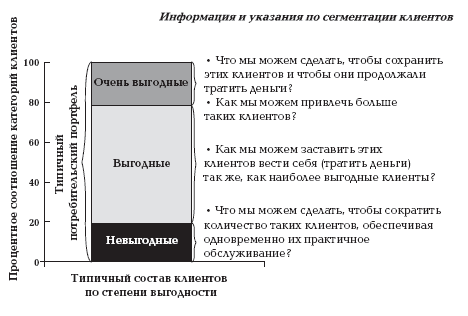 Информация и указания по сегментации клиентов
Процентное соотношение категорий клиентов
100
80
60
40
20
0
Типичный
потребительский портфель
Очень выгодные
Выгодные
Невыгодные
• Что мы можем сделать, чтобы сохранить
этих клиентов и чтобы они продолжали
тратить деньги?
• Как мы можем привлечь больше
таких клиентов?
• Как мы можем заставить этих
клиентов вести себя (тратить деньги)
так же, как наиболее выгодные клиенты?
• Что мы можем сделать, чтобы сократить
количество таких клиентов, обеспечивая
одновременно их практичное
обслуживание?
Типичный состав клиентов
по степени выгодности